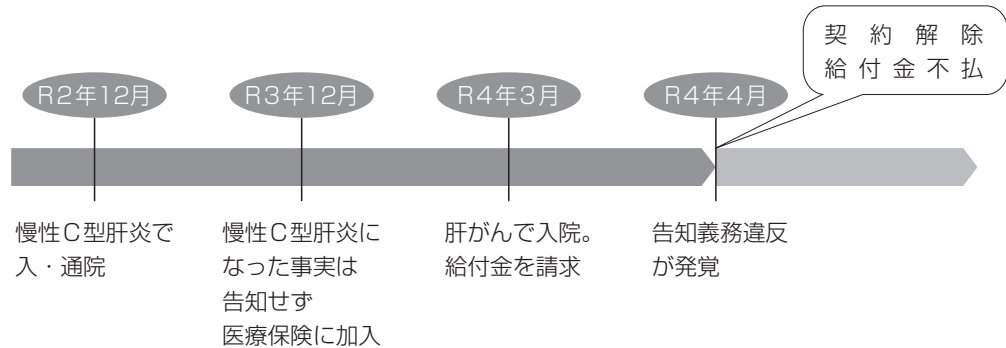 契約解除
給付金不払
R2年12月
R3年12月
R4年3月
R4年4月
慢性C型肝炎で
入・通院
慢性C型肝炎に
なった事実は
告知せず
医療保険に加入
肝がんで入院。
給付金を請求
告知義務違反
が発覚